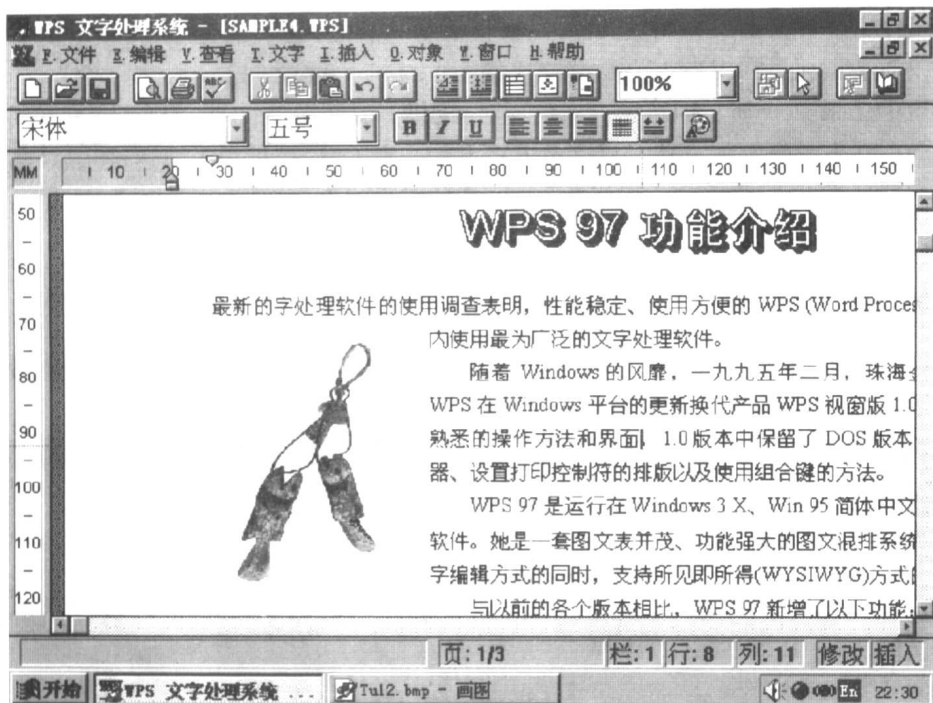 WPS 文字处理系统 - [SAMPLE4.WPS]
F.文件 E.编辑 V.查看 T.文字 I.插入 O.对象 W.窗口 H.帮助
ABC 100%
宋体 五号 B I U
MM 10 20 30 40 50 60 70 80 90 100 110 120 130 140 150
50
60
70
80
90
100
110
120
WPS 97 功能介绍
最新的字处理软件的使用调查表明，性能稳定、使用方便的 WPS (Word Proces
内使用最为广泛的文字处理软件。
随着 Windows 的风靡，一九九五年二月，珠海
WPS 在 Windows 平台的更新换代产品 WPS 视窗版 1.0
熟悉的操作方法和界面 1.0 版本中保留了 DOS 版本
器、设置打印控制符的排版以及使用组合键的方法。
WPS 97 是运行在 Windows 3 X、Win 95 简体中文
软件。她是一套图文表并茂、功能强大的图文混排系统
字编辑方式的同时，支持所见即所得(WYSIWYG)方式
与以前的各个版本相比，WPS 97 新增了以下功能：
页: 1/3 栏: 1 行: 8 列: 11 修改 插入
开始 WPS 文字处理系统 ... Tu12.bmp - 画图 En 22:30